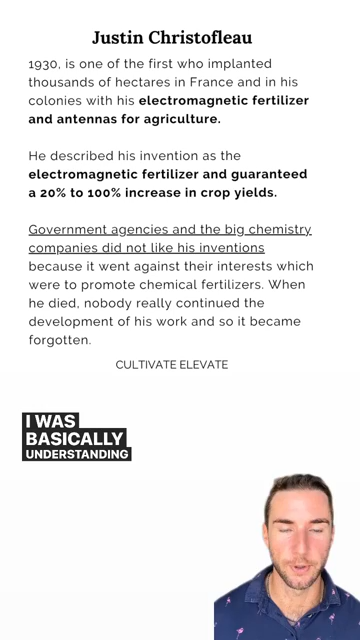 Justin Christofleau
1930, is one of the first who implanted
thousands of hectares in France and in his
colonies with his electromagnetic fertilizer
and antennas for agriculture.
He described his invention as the
electromagnetic fertilizer and guaranteed
a 20% to 100% increase in crop yields.
Government agencies and the big chemistry
companies did not like his inventions
because it went against their interests which
were to promote chemical fertilizers. When
he died, nobody really continued the
development of his work and so it became
forgotten.
CULTIVATE ELEVATE
I WAS
BASICALLY
UNDERSTANDING